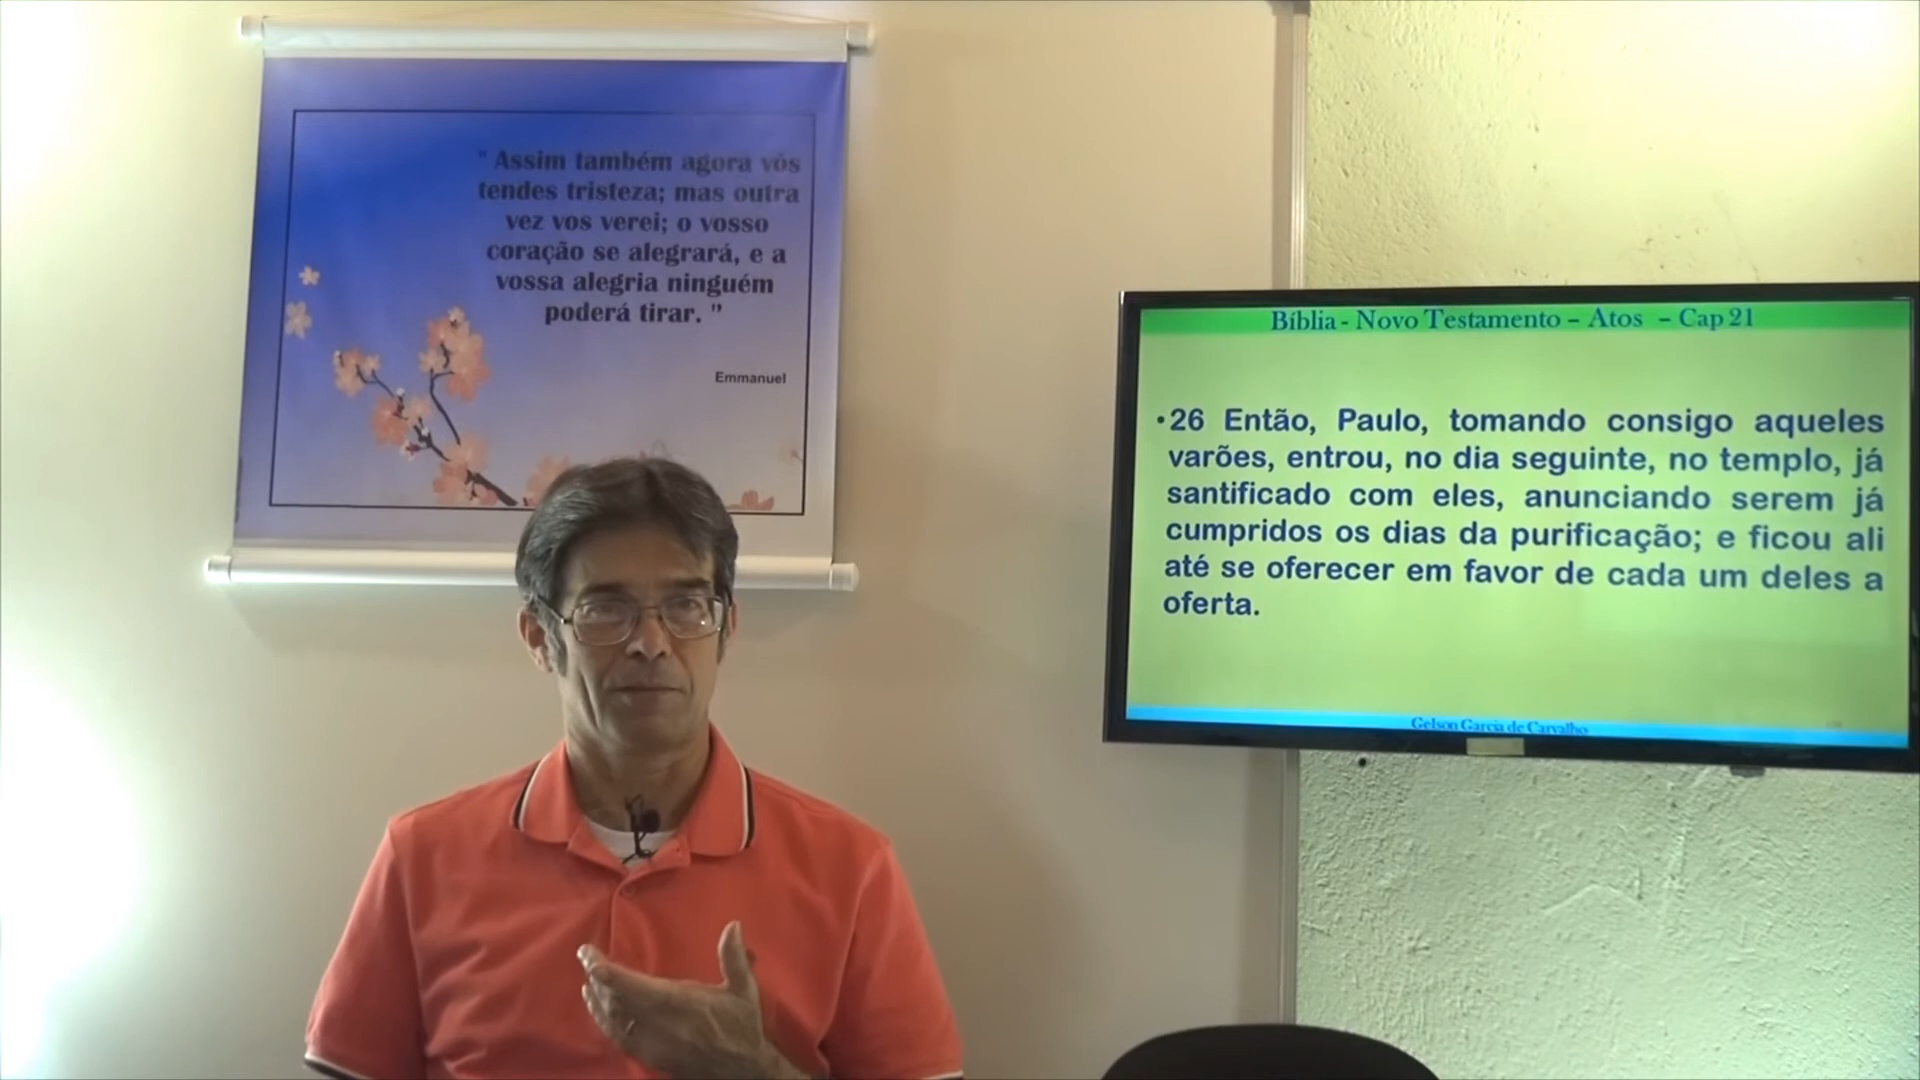 " Assim também agora vós
tendes tristeza; mas outra
vez vos verei; o vosso
coração se alegrará, e a
vossa alegria ninguém
poderá tirar. "
Emmanuel
Bíblia - Novo Testamento – Atos – Cap 21
•26 Então, Paulo, tomando consigo aqueles
varões, entrou, no dia seguinte, no templo, já
santificado com eles, anunciando serem já
cumpridos os dias da purificação; e ficou ali
até se oferecer em favor de cada um deles a
oferta.
Gelson Garcia de Carvalho